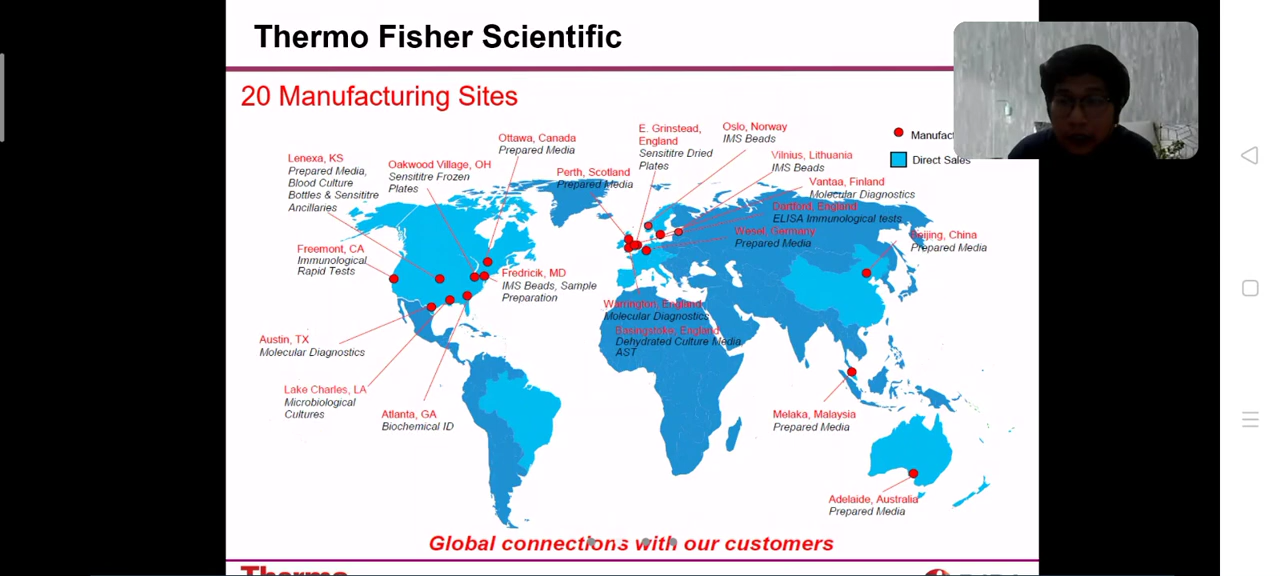 Thermo Fisher Scientific
20 Manufacturing Sites
Ottawa, Canada
Prepared Media
E. Grinstead,
England
Sensititre Dried
Plates
Oslo, Norway
IMS Beads
Manufac
Direct Sales
Lenexa, KS
Prepared Media,
Blood Culture
Bottles & Sensititre
Ancillaries
Oakwood Village, OH
Sensititre Frozen
Plates
Perth, Scotland
Prepared Media
Vilnius, Lithuania
IMS Beads
Vantaa, Finland
Molecular Diagnostics
Dartford, England
ELISA Immunological tests
Wesel, Germany
Prepared Media
Beijing, China
Prepared Media
Freemont, CA
Immunological
Rapid Tests
Fredricik, MD
IMS Beads, Sample
Preparation
Warrington, England
Molecular Diagnostics
Basingstoke, England
Dehydrated Culture Media,
AST
Austin, TX
Molecular Diagnostics
Lake Charles, LA
Microbiological
Cultures
Atlanta, GA
Biochemical ID
Melaka, Malaysia
Prepared Media
Adelaide, Australia
Prepared Media
Global connections with our customers
Thermo